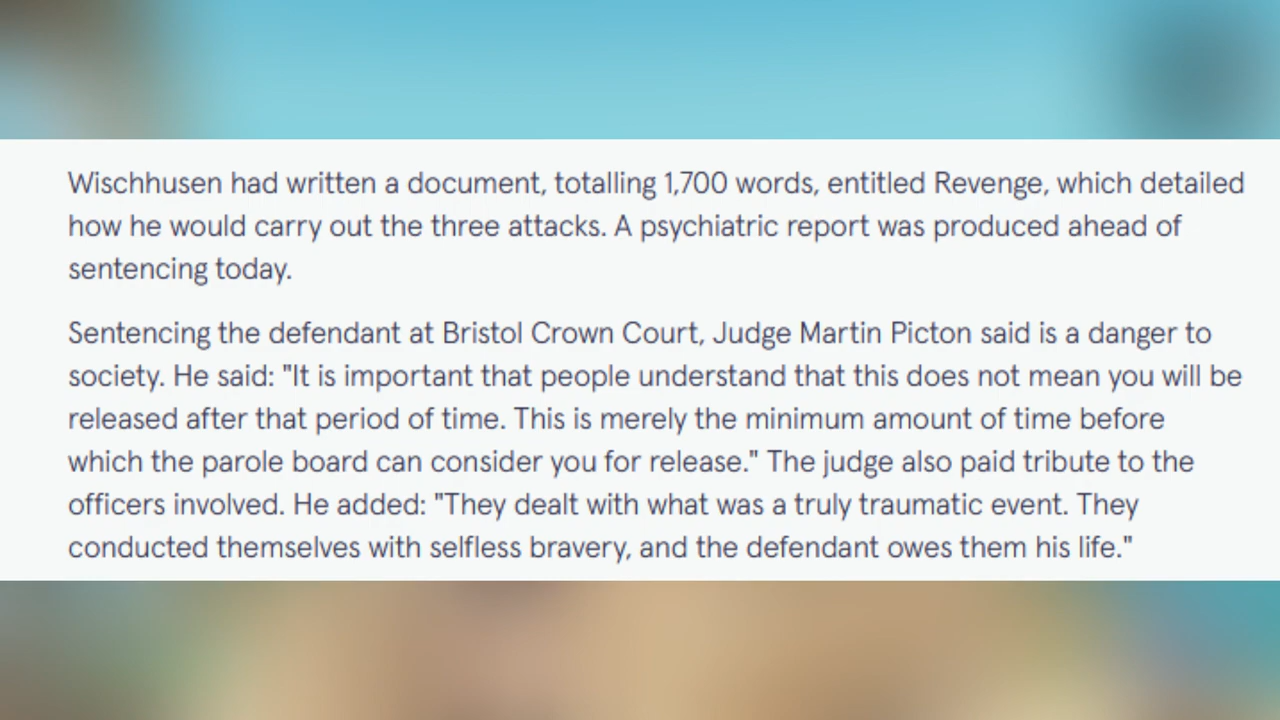 Wischhusen had written a document, totalling 1,700 words, entitled Revenge, which detailed
how he would carry out the three attacks. A psychiatric report was produced ahead of
sentencing today.
Sentencing the defendant at Bristol Crown Court, Judge Martin Picton said is a danger to
society. He said: "It is important that people understand that this does not mean you will be
released after that period of time. This is merely the minimum amount of time before
which the parole board can consider you for release." The judge also paid tribute to the
officers involved. He added: "They dealt with what was a truly traumatic event. They
conducted themselves with selfless bravery, and the defendant owes them his life."